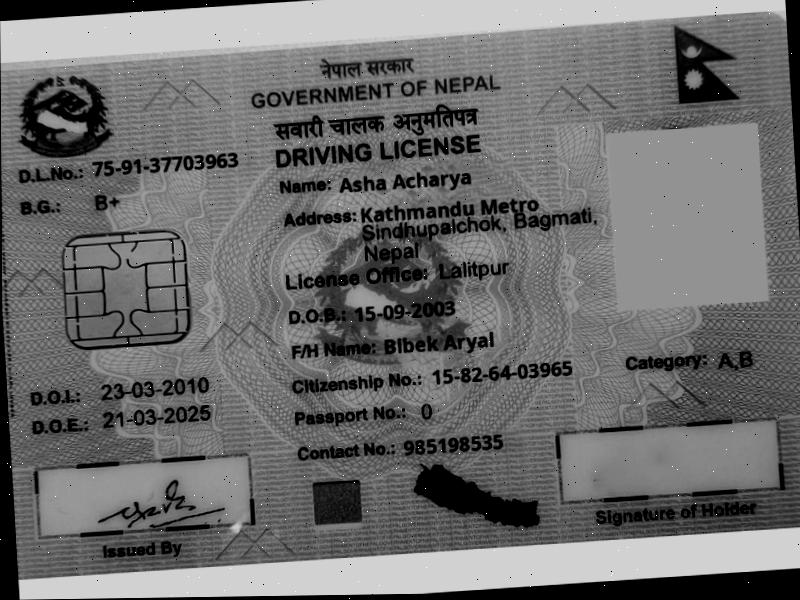 नेपाल सरकार
GOVERNMENT OF NEPAL
सवारी चालक अनुमतिपत्र
DRIVING LICENSE
D.L.No.: 75-91-37703963
B.G.: B+
Name: Asha Acharya
Address: Kathmandu Metro
Sindhupalchok, Bagmati,
Nepal
License Office: Lalitpur
D.O.B.: 15-09-2003
F/H Name: Bibek Aryal
Citizenship No.: 15-82-64-03965
Category: A,B
D.O.I.: 23-03-2010
Passport No.: 0
D.O.E.: 21-03-2025
Contact No.: 985198535
Issued By
Signature of Holder